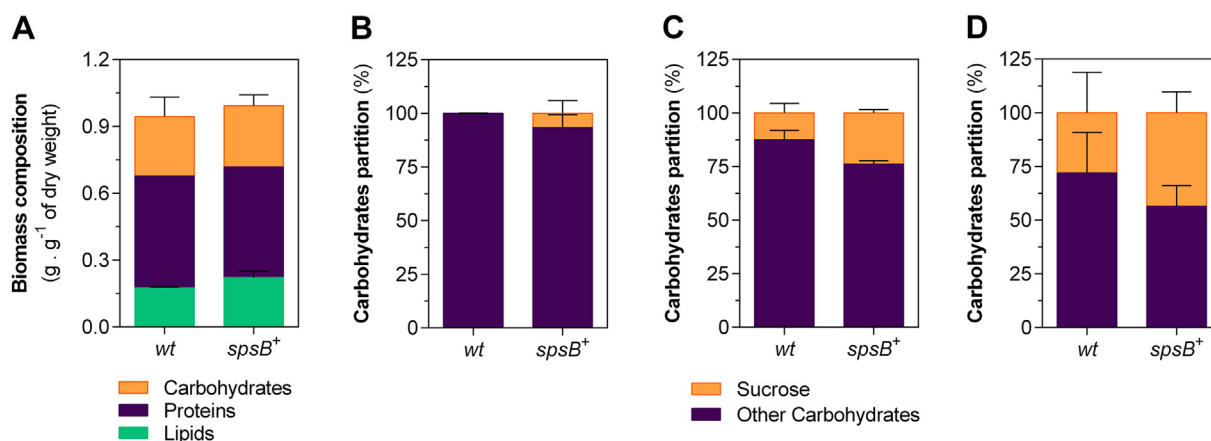 A
Biomass composition
(g . g⁻¹ of dry weight)
1.2
0.9
0.6
0.3
0.0
wt
spsB⁺
Carbohydrates
Proteins
Lipids
B
Carbohydrates partition (%)
125
100
75
50
25
0
wt
spsB⁺
C
Carbohydrates partition (%)
125
100
75
50
25
0
wt
spsB⁺
Sucrose
Other Carbohydrates
D
Carbohydrates partition (%)
125
100
75
50
25
0
wt
spsB⁺